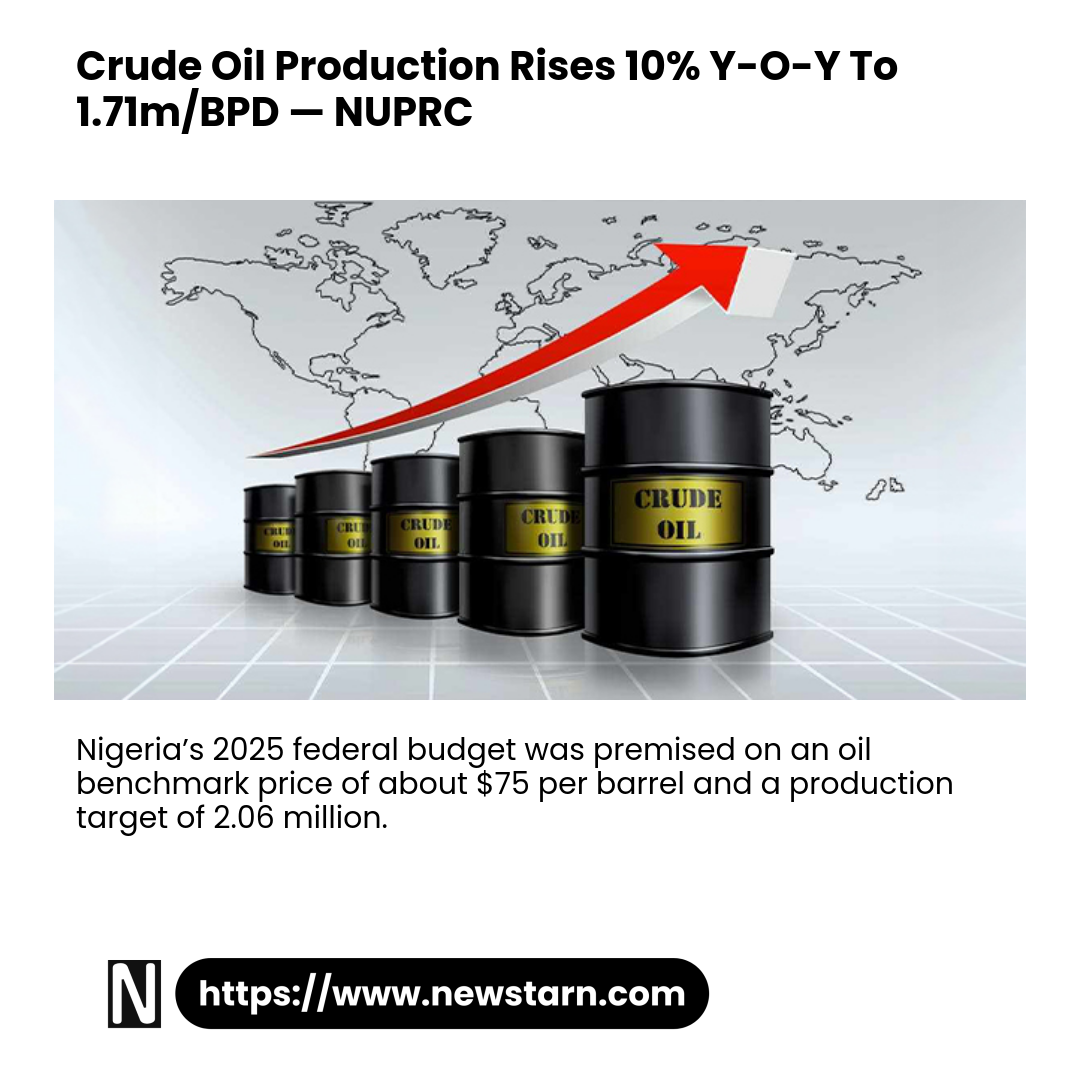 Crude Oil Production Rises 10% Y-O-Y To
1.71m/BPD — NUPRC
CRUDE
OIL
CRUDE
OIL
CRUDE
OIL
CRUDE
OIL
CRUDE
OIL
Nigeria’s 2025 federal budget was premised on an oil
benchmark price of about $75 per barrel and a production
target of 2.06 million.
N
https://www.newstarn.com